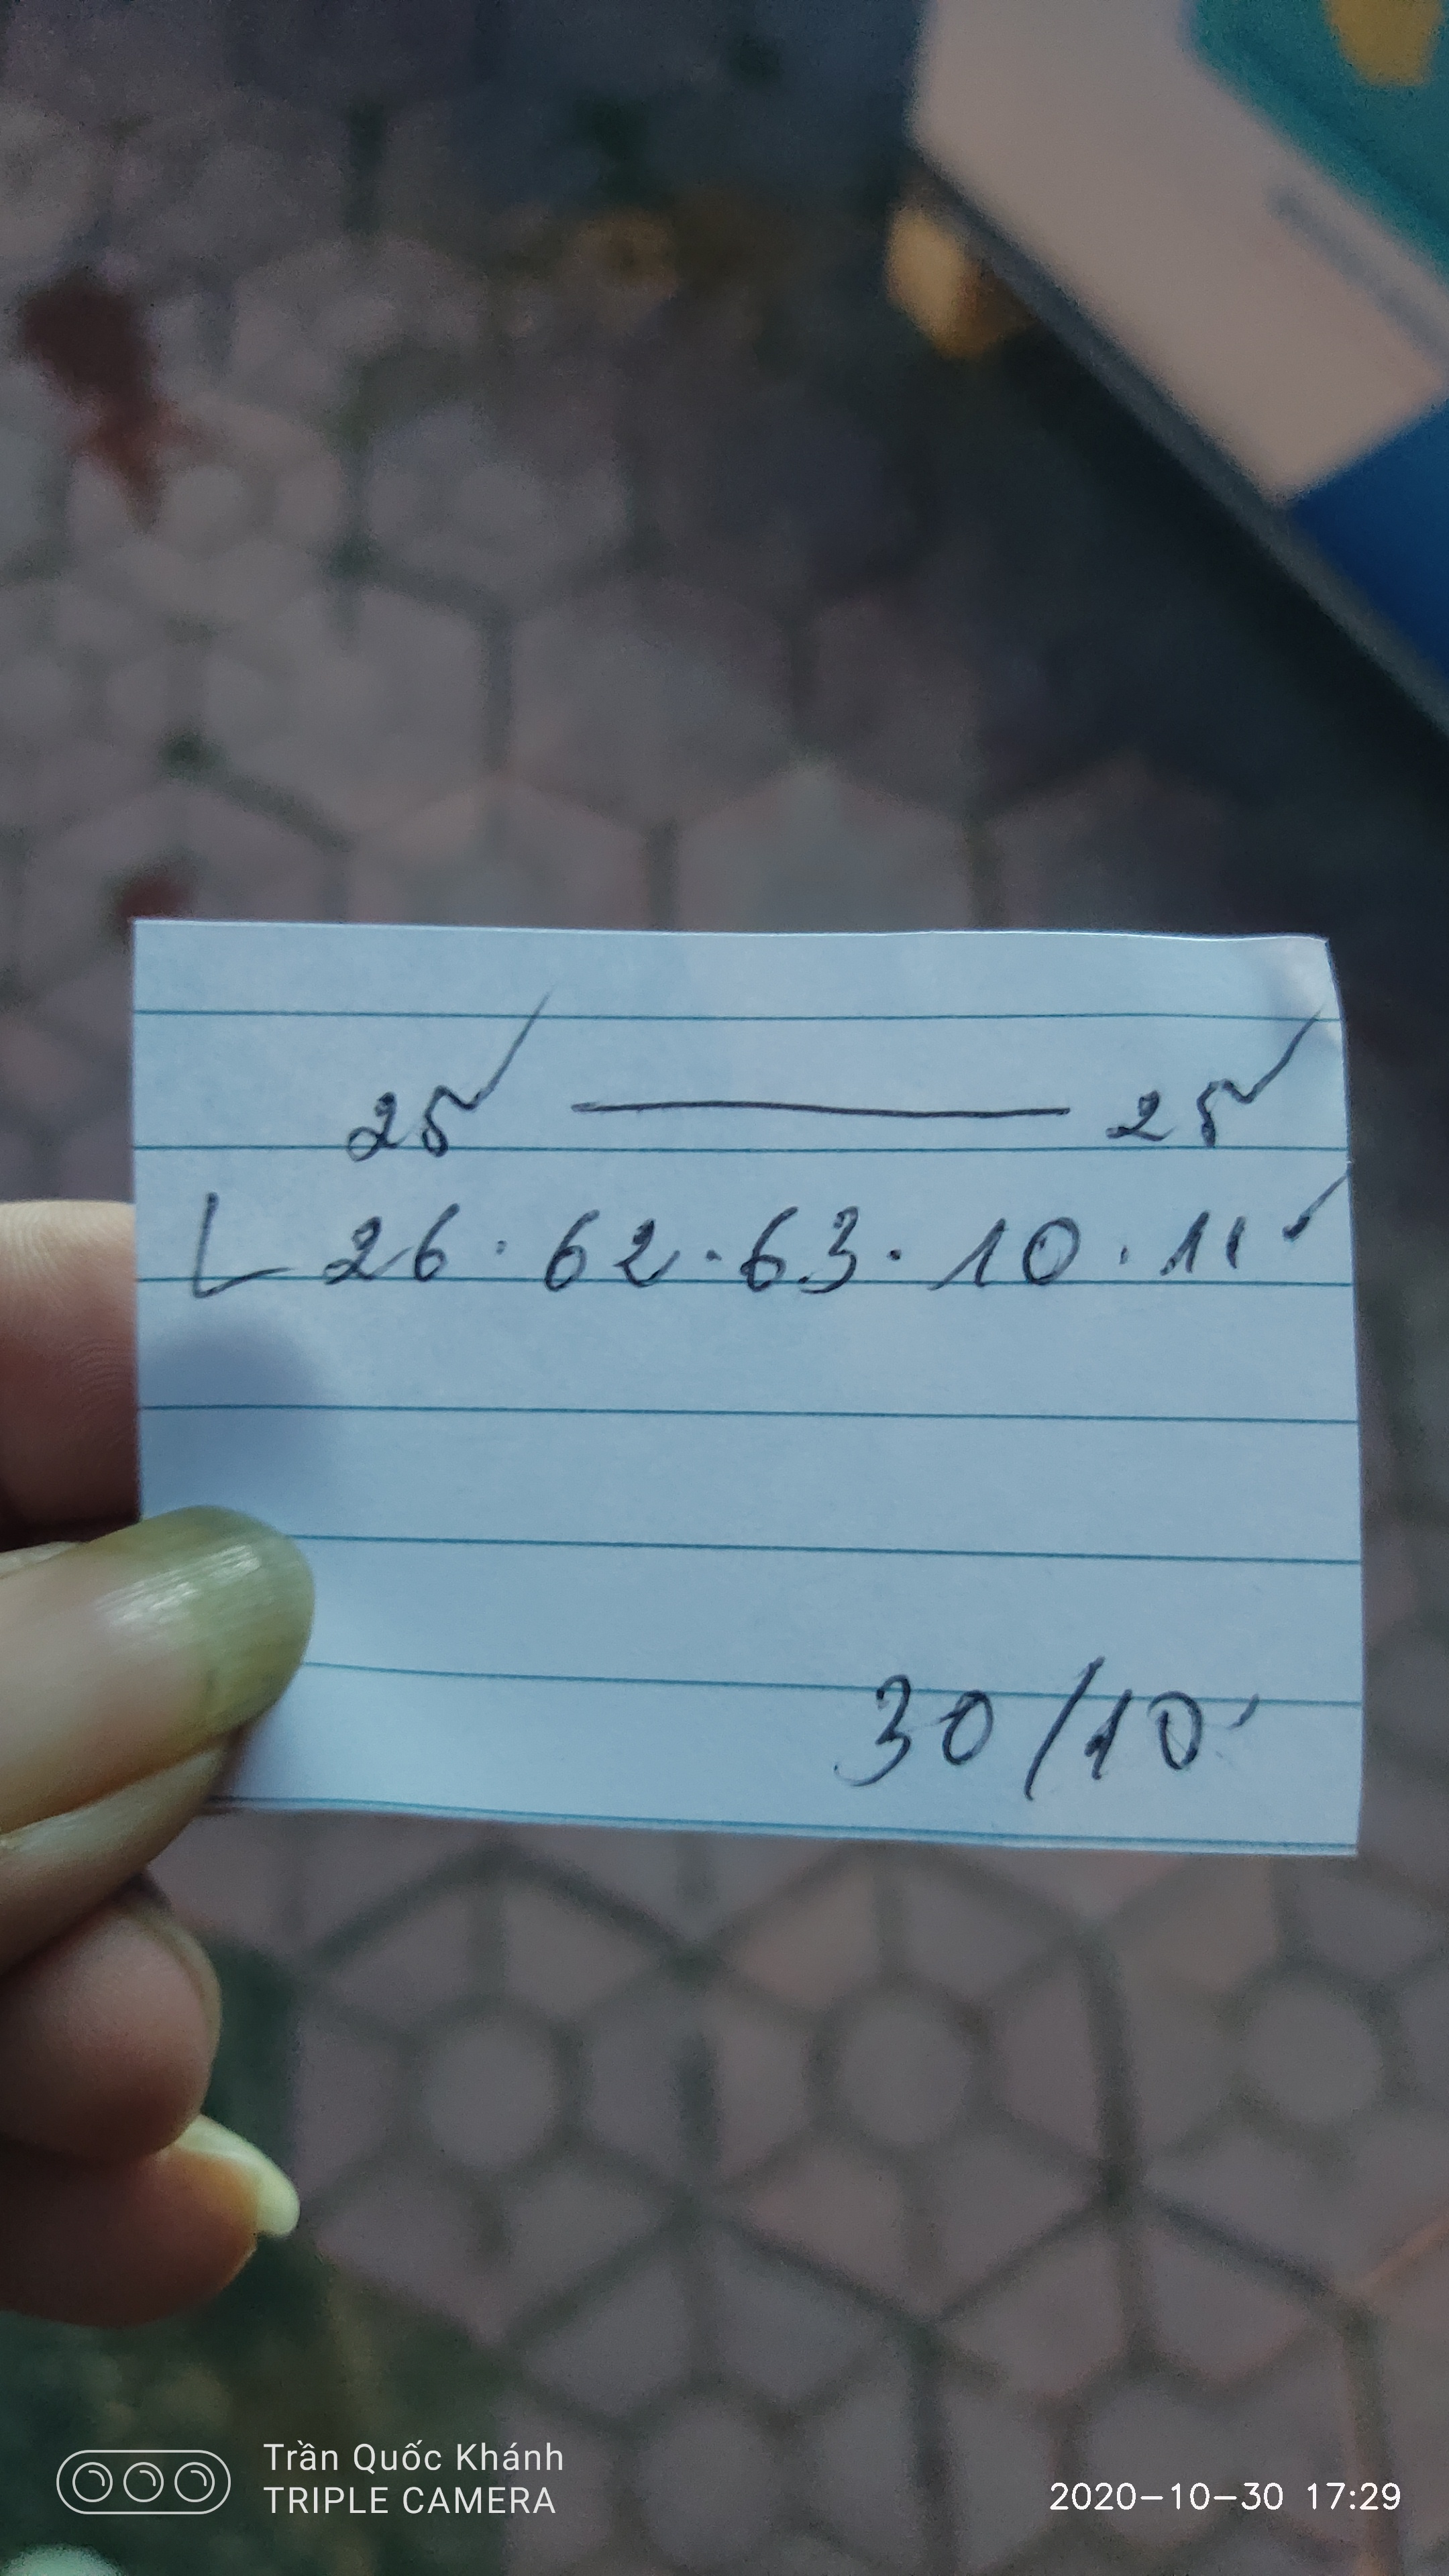 25 — 25
L 26 . 62 . 63 . 10 . 11
30/10
Trần Quốc Khánh
TRIPLE CAMERA
2020-10-30 17:29